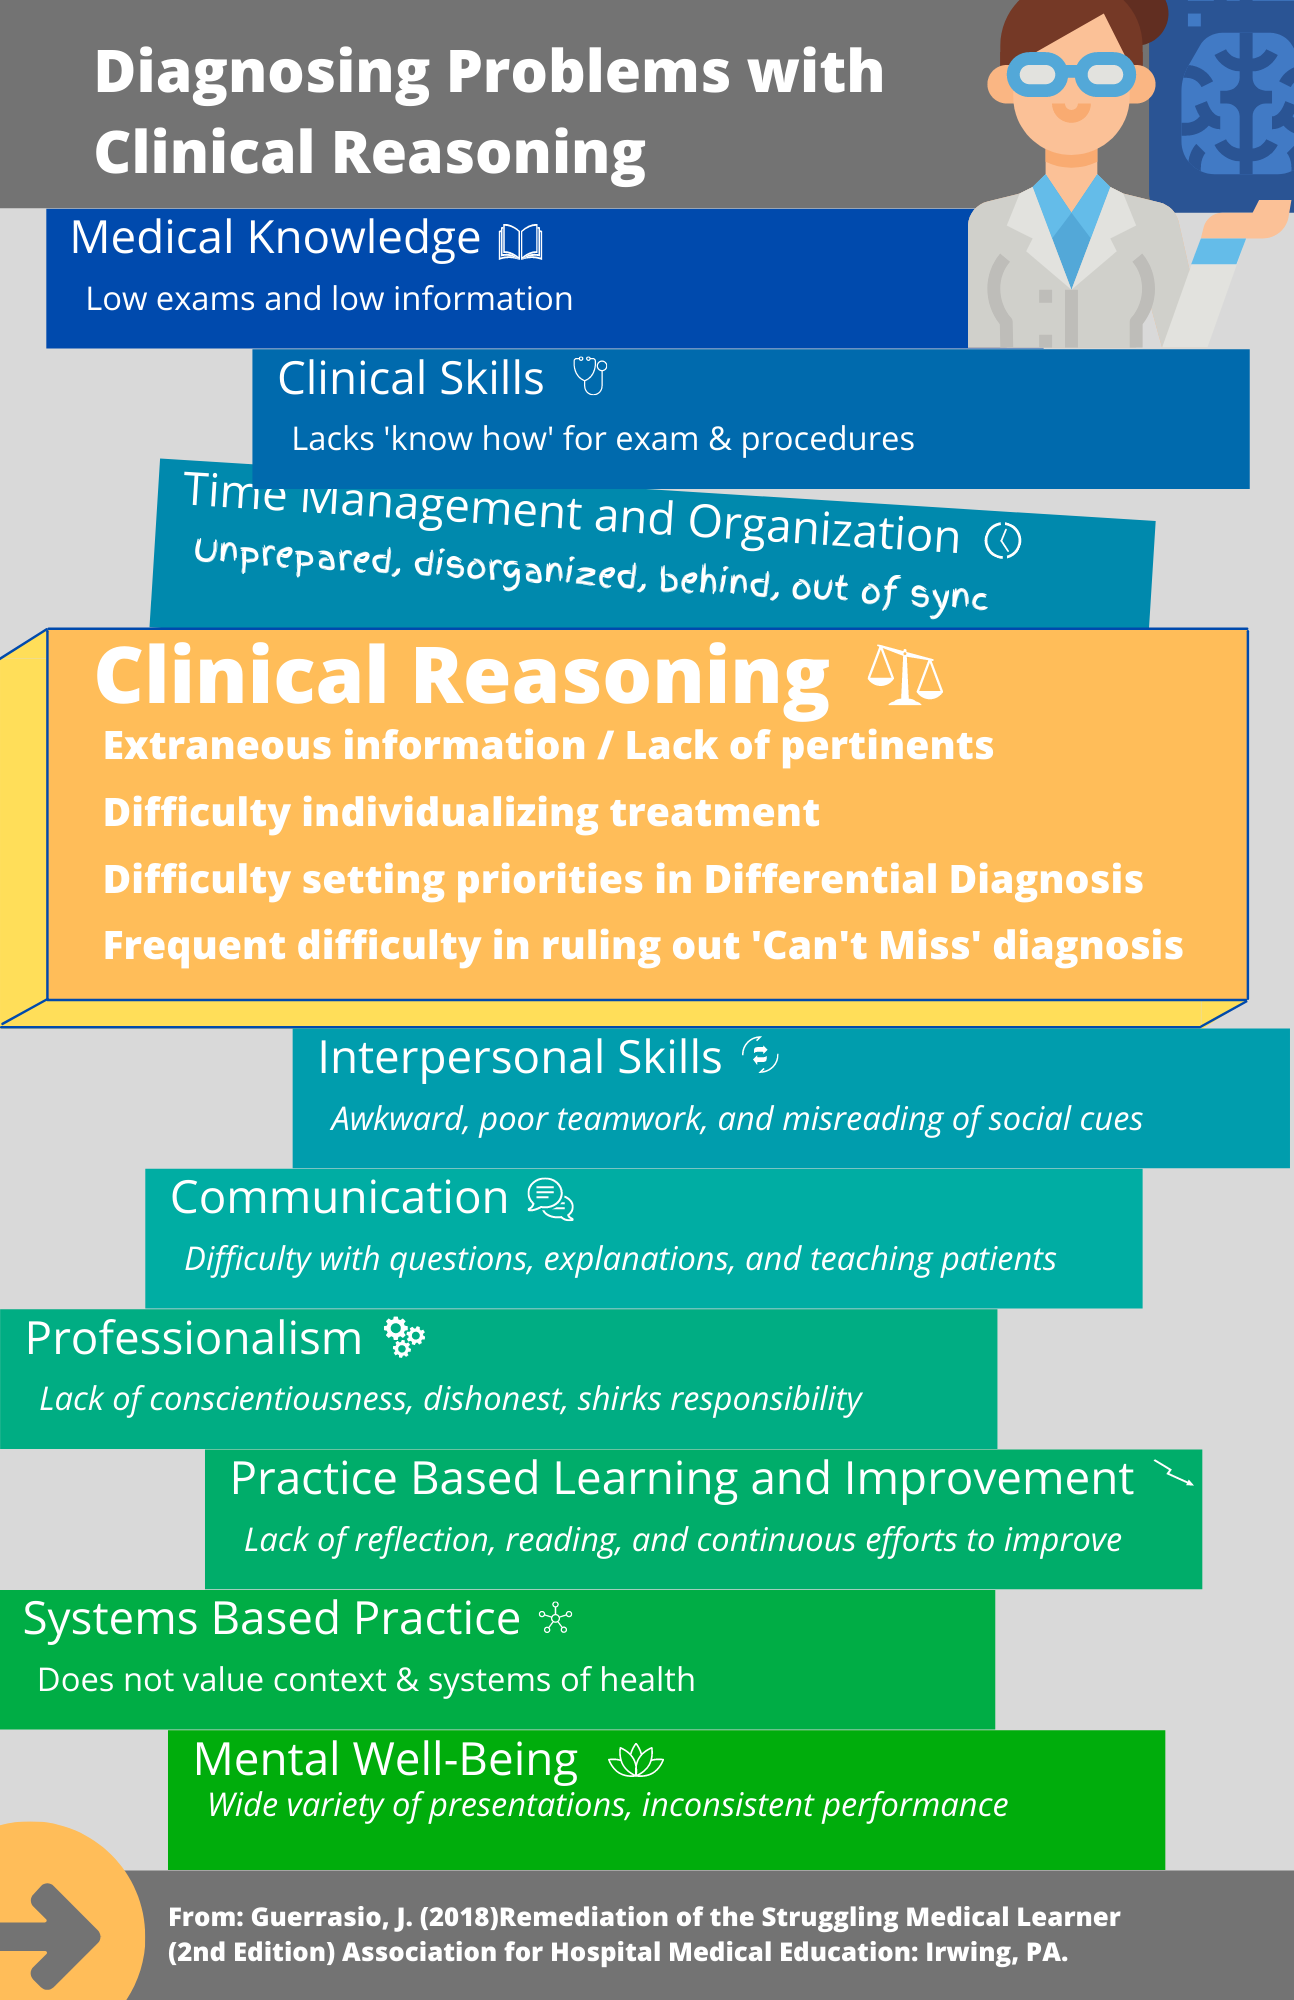 Diagnosing Problems with
Clinical Reasoning
Medical Knowledge
Low exams and low information
Clinical Skills
Lacks 'know how' for exam & procedures
Time Management and Organization
Unprepared, disorganized, behind, out of sync
Clinical Reasoning
Extraneous information / Lack of pertinents
Difficulty individualizing treatment
Difficulty setting priorities in Differential Diagnosis
Frequent difficulty in ruling out 'Can't Miss' diagnosis
Interpersonal Skills
Awkward, poor teamwork, and misreading of social cues
Communication
Difficulty with questions, explanations, and teaching patients
Professionalism
Lack of conscientiousness, dishonest, shirks responsibility
Practice Based Learning and Improvement
Lack of reflection, reading, and continuous efforts to improve
Systems Based Practice
Does not value context & systems of health
Mental Well-Being
Wide variety of presentations, inconsistent performance
From: Guerrasio, J. (2018)Remediation of the Struggling Medical Learner
(2nd Edition) Association for Hospital Medical Education: Irwing, PA.